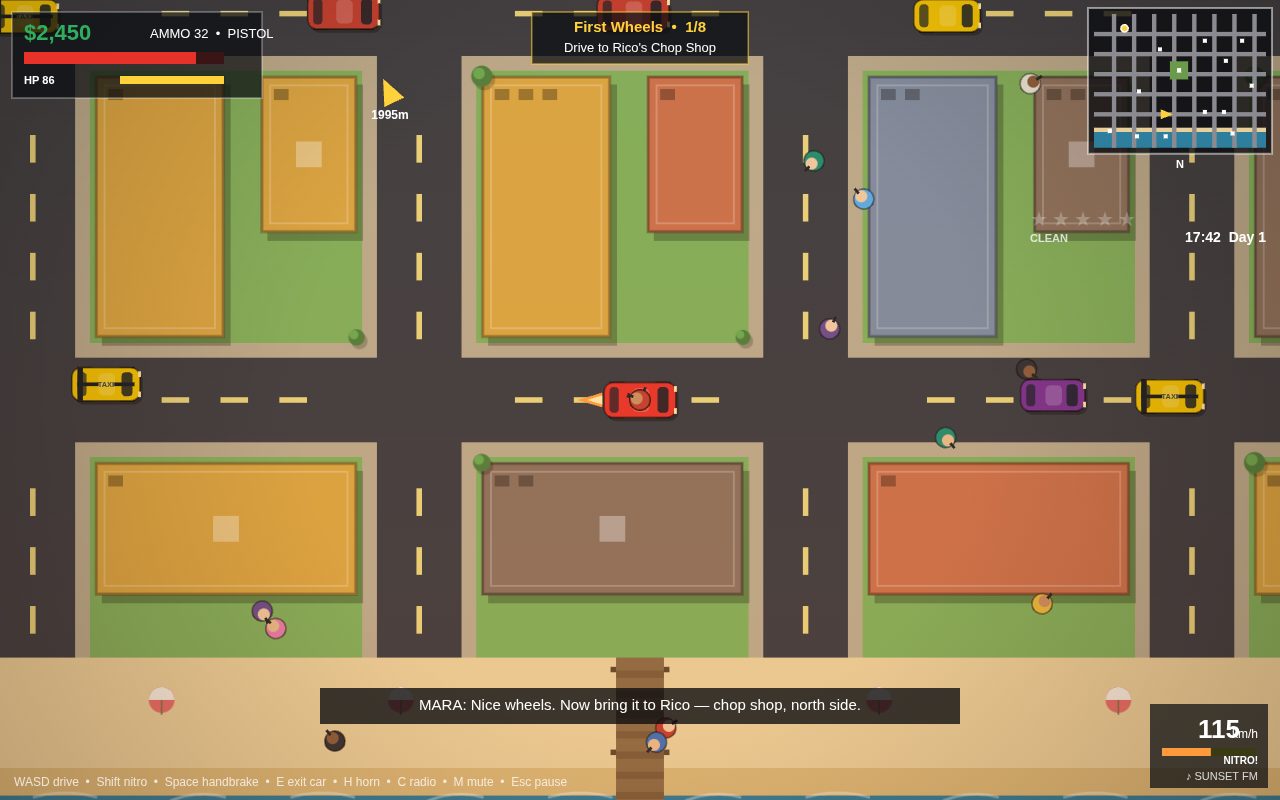 $2,450
AMMO 32 • PISTOL
HP 86
First Wheels • 1/8
Drive to Rico's Chop Shop
1995m
N
★★★★★
CLEAN
17:42 Day 1
TAXI
TAXI
MARA: Nice wheels. Now bring it to Rico — chop shop, north side.
115 km/h
NITRO!
♪ SUNSET FM
WASD drive • Shift nitro • Space handbrake • E exit car • H horn • C radio • M mute • Esc pause